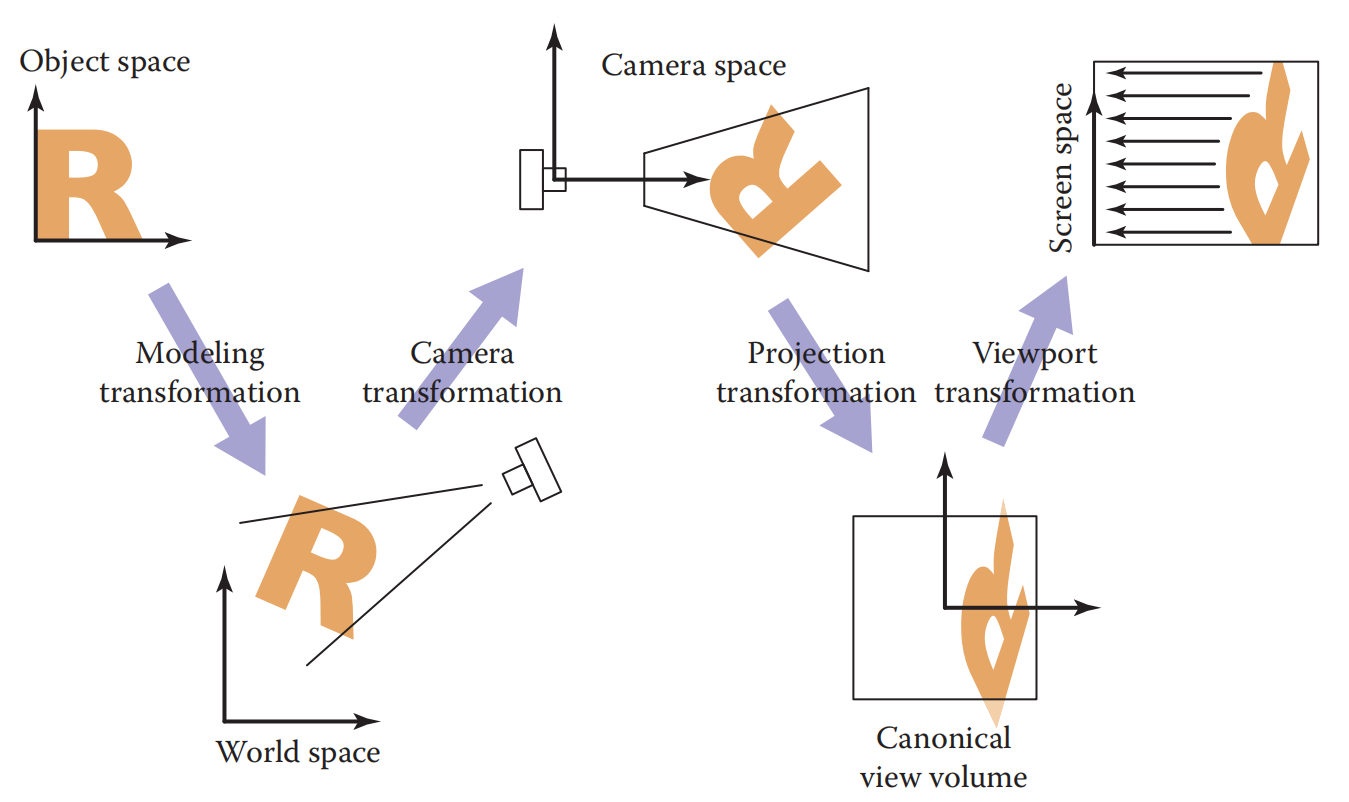 Object space
R
Camera space
R
Screen space
R
Modeling
transformation
Camera
transformation
Projection
transformation
Viewport
transformation
R
World space
R
Canonical
view volume